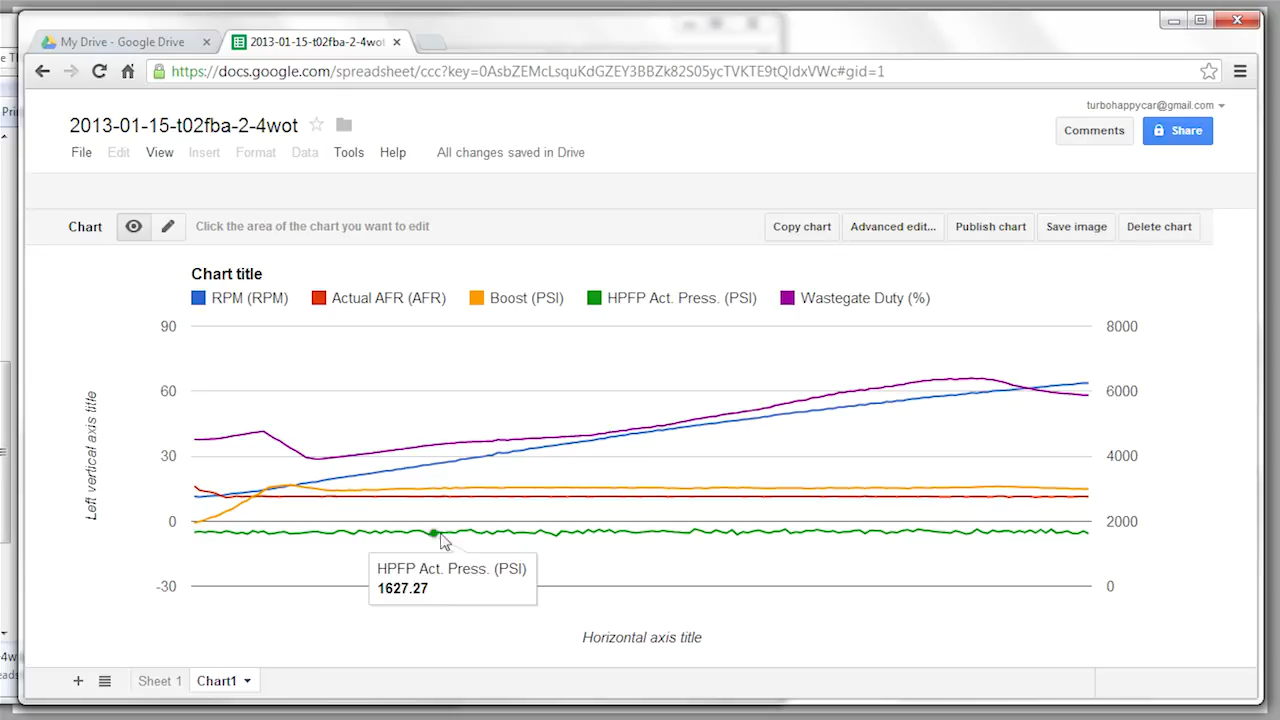 My Drive - Google Drive
2013-01-15-t02fba-2-4wot
https://docs.google.com/spreadsheet/ccc?key=0AsbZEMcLsquKdGZEY3BBZk82S05ycTVKTE9tQldxVWc#gid=1
turbohappycar@gmail.com
2013-01-15-t02fba-2-4wot
Comments
Share
File Edit View Insert Format Data Tools Help All changes saved in Drive
Chart Click the area of the chart you want to edit Copy chart Advanced edit... Publish chart Save image Delete chart
Chart title
RPM (RPM) Actual AFR (AFR) Boost (PSI) HPFP Act. Press. (PSI) Wastegate Duty (%)
90 8000
60 6000
30 4000
0 2000
-30 0
Left vertical axis title
HPFP Act. Press. (PSI)
1627.27
Horizontal axis title
+ Sheet 1 Chart1